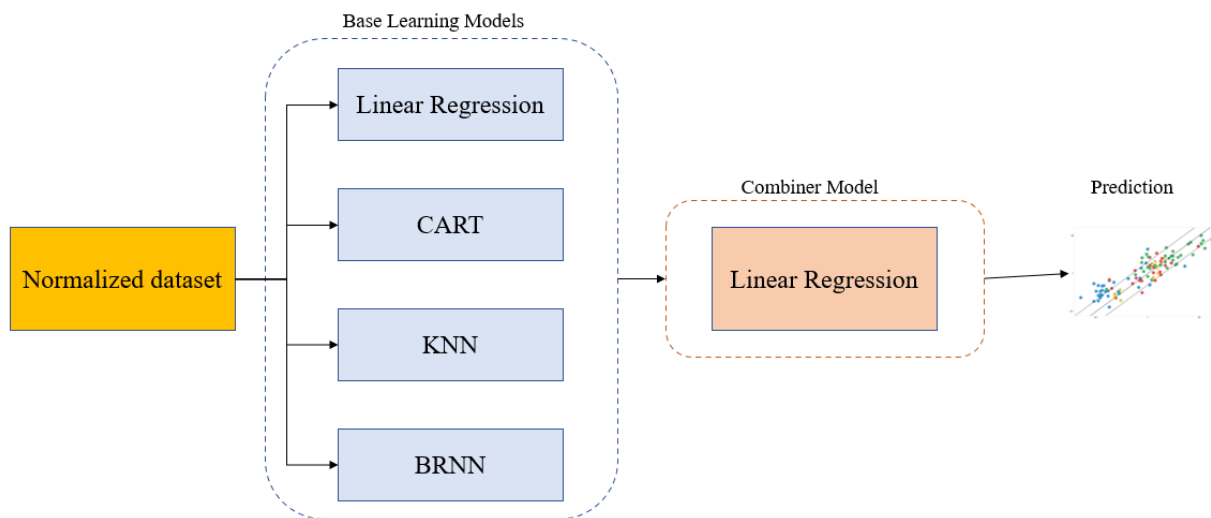 Base Learning Models
Linear Regression
CART
Normalized dataset
KNN
BRNN
Combiner Model
Linear Regression
Prediction